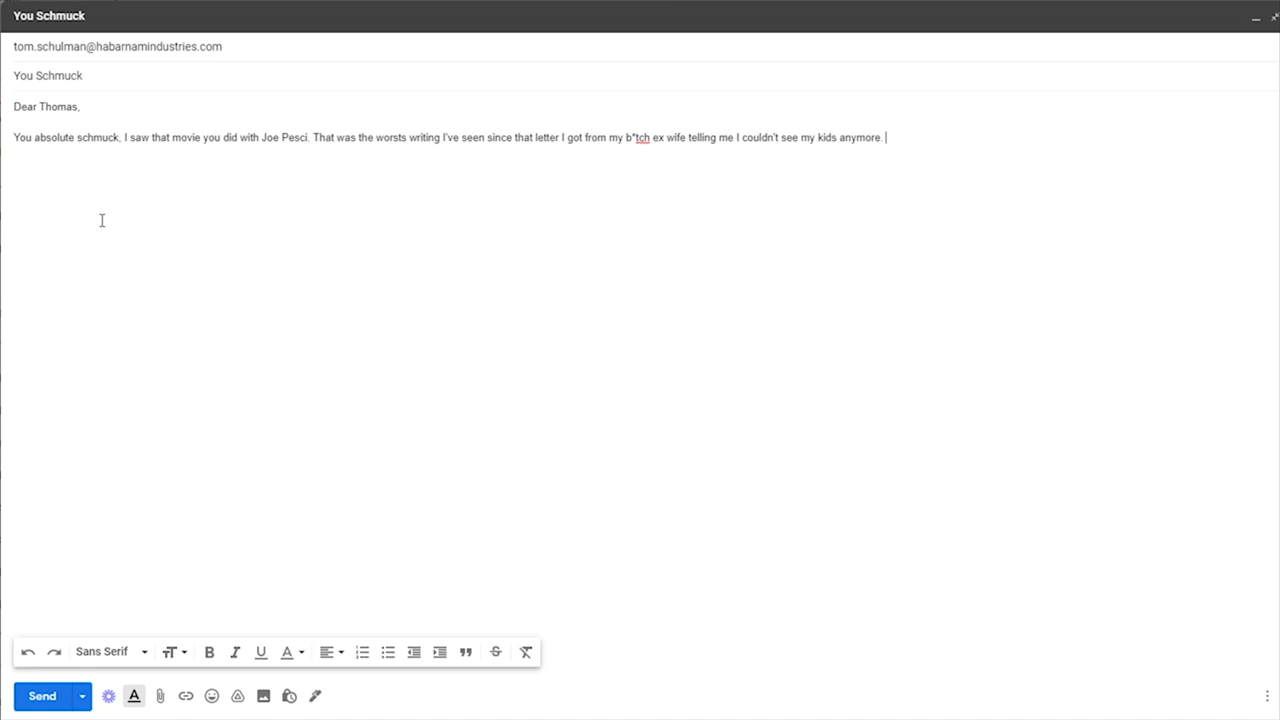 You Schmuck
tom.schulman@habarnamindustries.com
You Schmuck
Dear Thomas,
You absolute schmuck, I saw that movie you did with Joe Pesci. That was the worsts writing I've seen since that letter I got from my b*tch ex wife telling me I couldn't see my kids anymore.
Sans Serif
Send